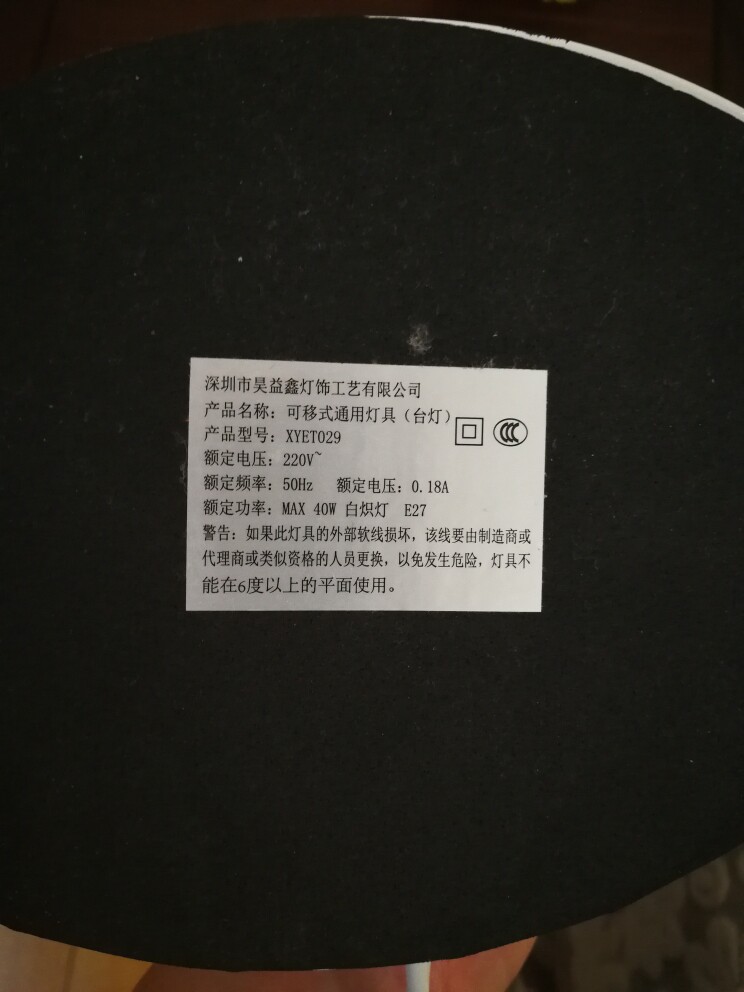 深圳市昊益鑫灯饰工艺有限公司
产品名称：可移式通用灯具（台灯）
产品型号：XYET029
额定电压：220V~
额定频率：50Hz 额定电压：0.18A
额定功率：MAX 40W 白炽灯 E27
警告：如果此灯具的外部软线损坏，该线要由制造商或
代理商或类似资格的人员更换，以免发生危险，灯具不
能在6度以上的平面使用。